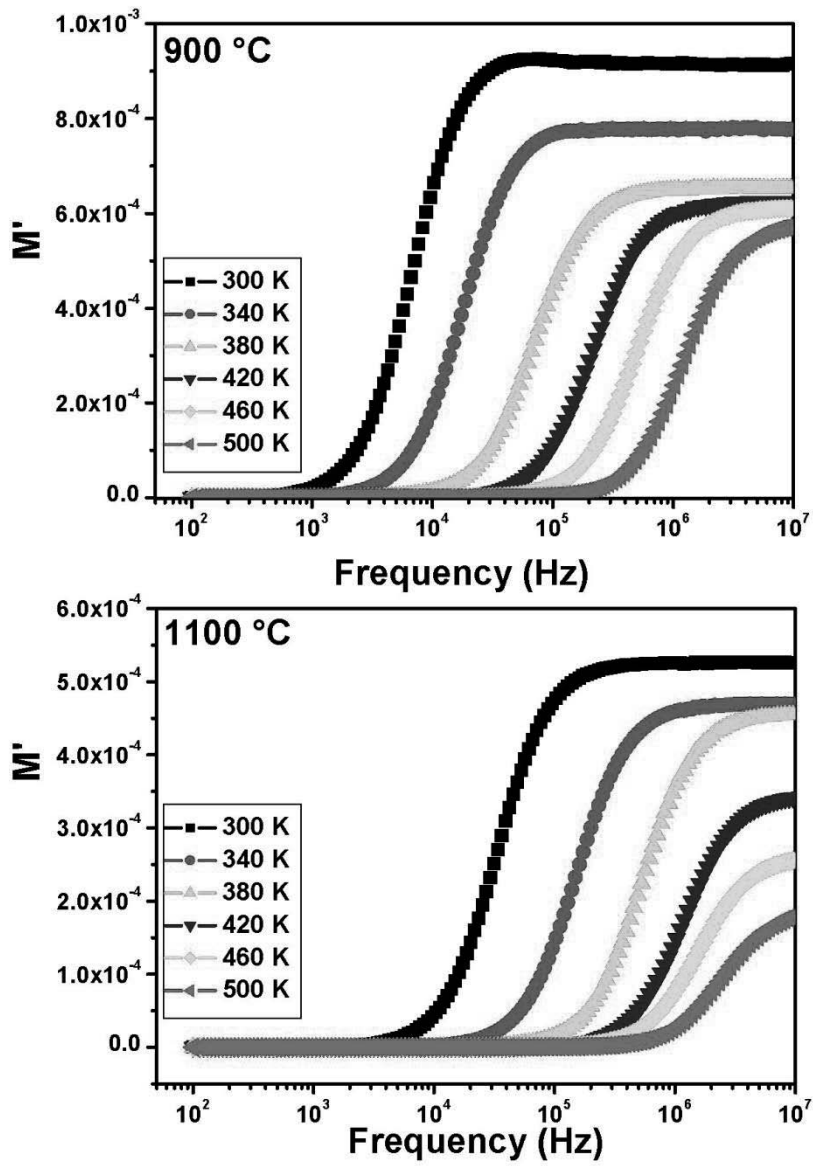 900 °C
M'
1.0x10⁻³
8.0x10⁻⁴
6.0x10⁻⁴
4.0x10⁻⁴
2.0x10⁻⁴
0.0
300 K
340 K
380 K
420 K
460 K
500 K
10² 10³ 10⁴ 10⁵ 10⁶ 10⁷
Frequency (Hz)
1100 °C
M'
6.0x10⁻⁴
5.0x10⁻⁴
4.0x10⁻⁴
3.0x10⁻⁴
2.0x10⁻⁴
1.0x10⁻⁴
0.0
300 K
340 K
380 K
420 K
460 K
500 K
10² 10³ 10⁴ 10⁵ 10⁶ 10⁷
Frequency (Hz)